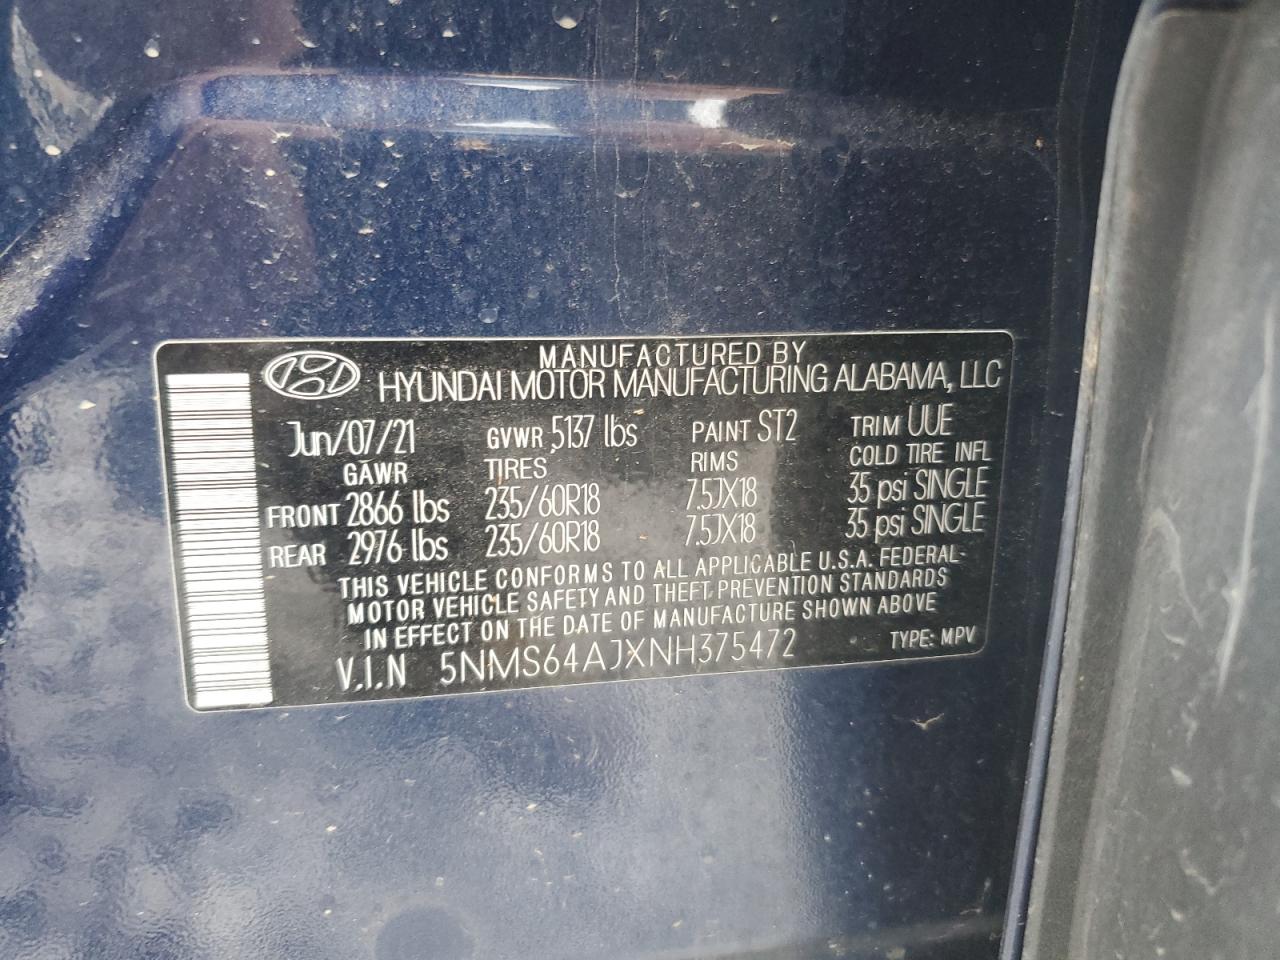 MANUFACTURED BY
HYUNDAI MOTOR MANUFACTURING ALABAMA, LLC
Jun/07/21 GVWR 5137 lbs PAINT ST2 TRIM UUE
GAWR TIRES RIMS COLD TIRE INFL
FRONT 2866 lbs 235/60R18 7.5JX18 35 psi SINGLE
REAR 2976 lbs 235/60R18 7.5JX18 35 psi SINGLE
THIS VEHICLE CONFORMS TO ALL APPLICABLE U.S.A. FEDERAL
MOTOR VEHICLE SAFETY AND THEFT PREVENTION STANDARDS
IN EFFECT ON THE DATE OF MANUFACTURE SHOWN ABOVE
V.I.N 5NMS64AJXNH375472 TYPE: MPV